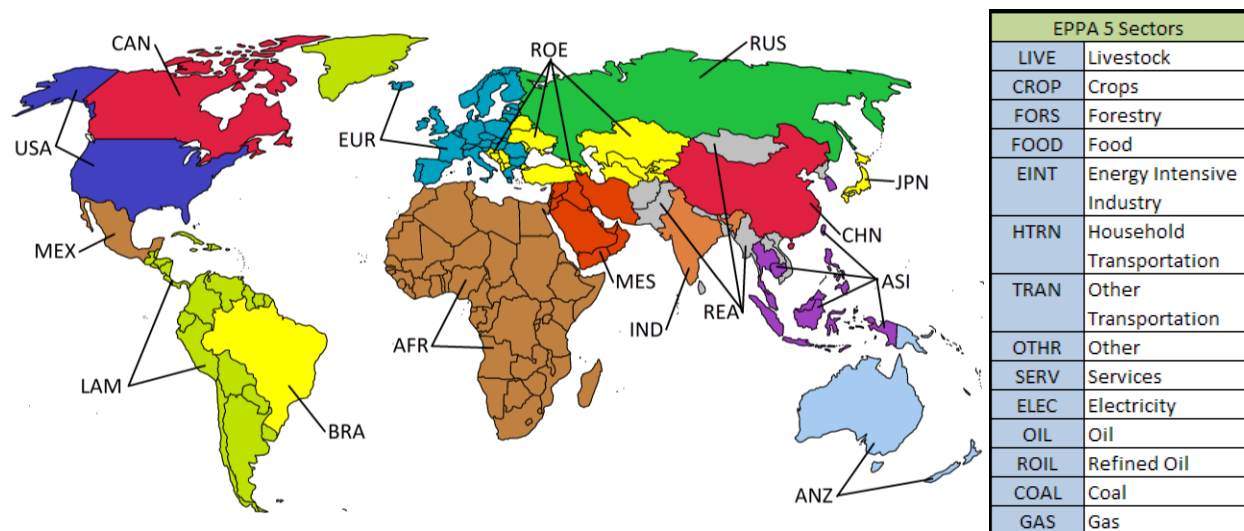 CAN
ROE
RUS
USA
EUR
JPN
MEX
CHN
MES
ASI
REA
IND
AFR
LAM
BRA
ANZ
EPPA 5 Sectors
LIVE Livestock
CROP Crops
FORS Forestry
FOOD Food
EINT Energy Intensive
Industry
HTRN Household
Transportation
TRAN Other
Transportation
OTHR Other
SERV Services
ELEC Electricity
OIL Oil
ROIL Refined Oil
COAL Coal
GAS Gas